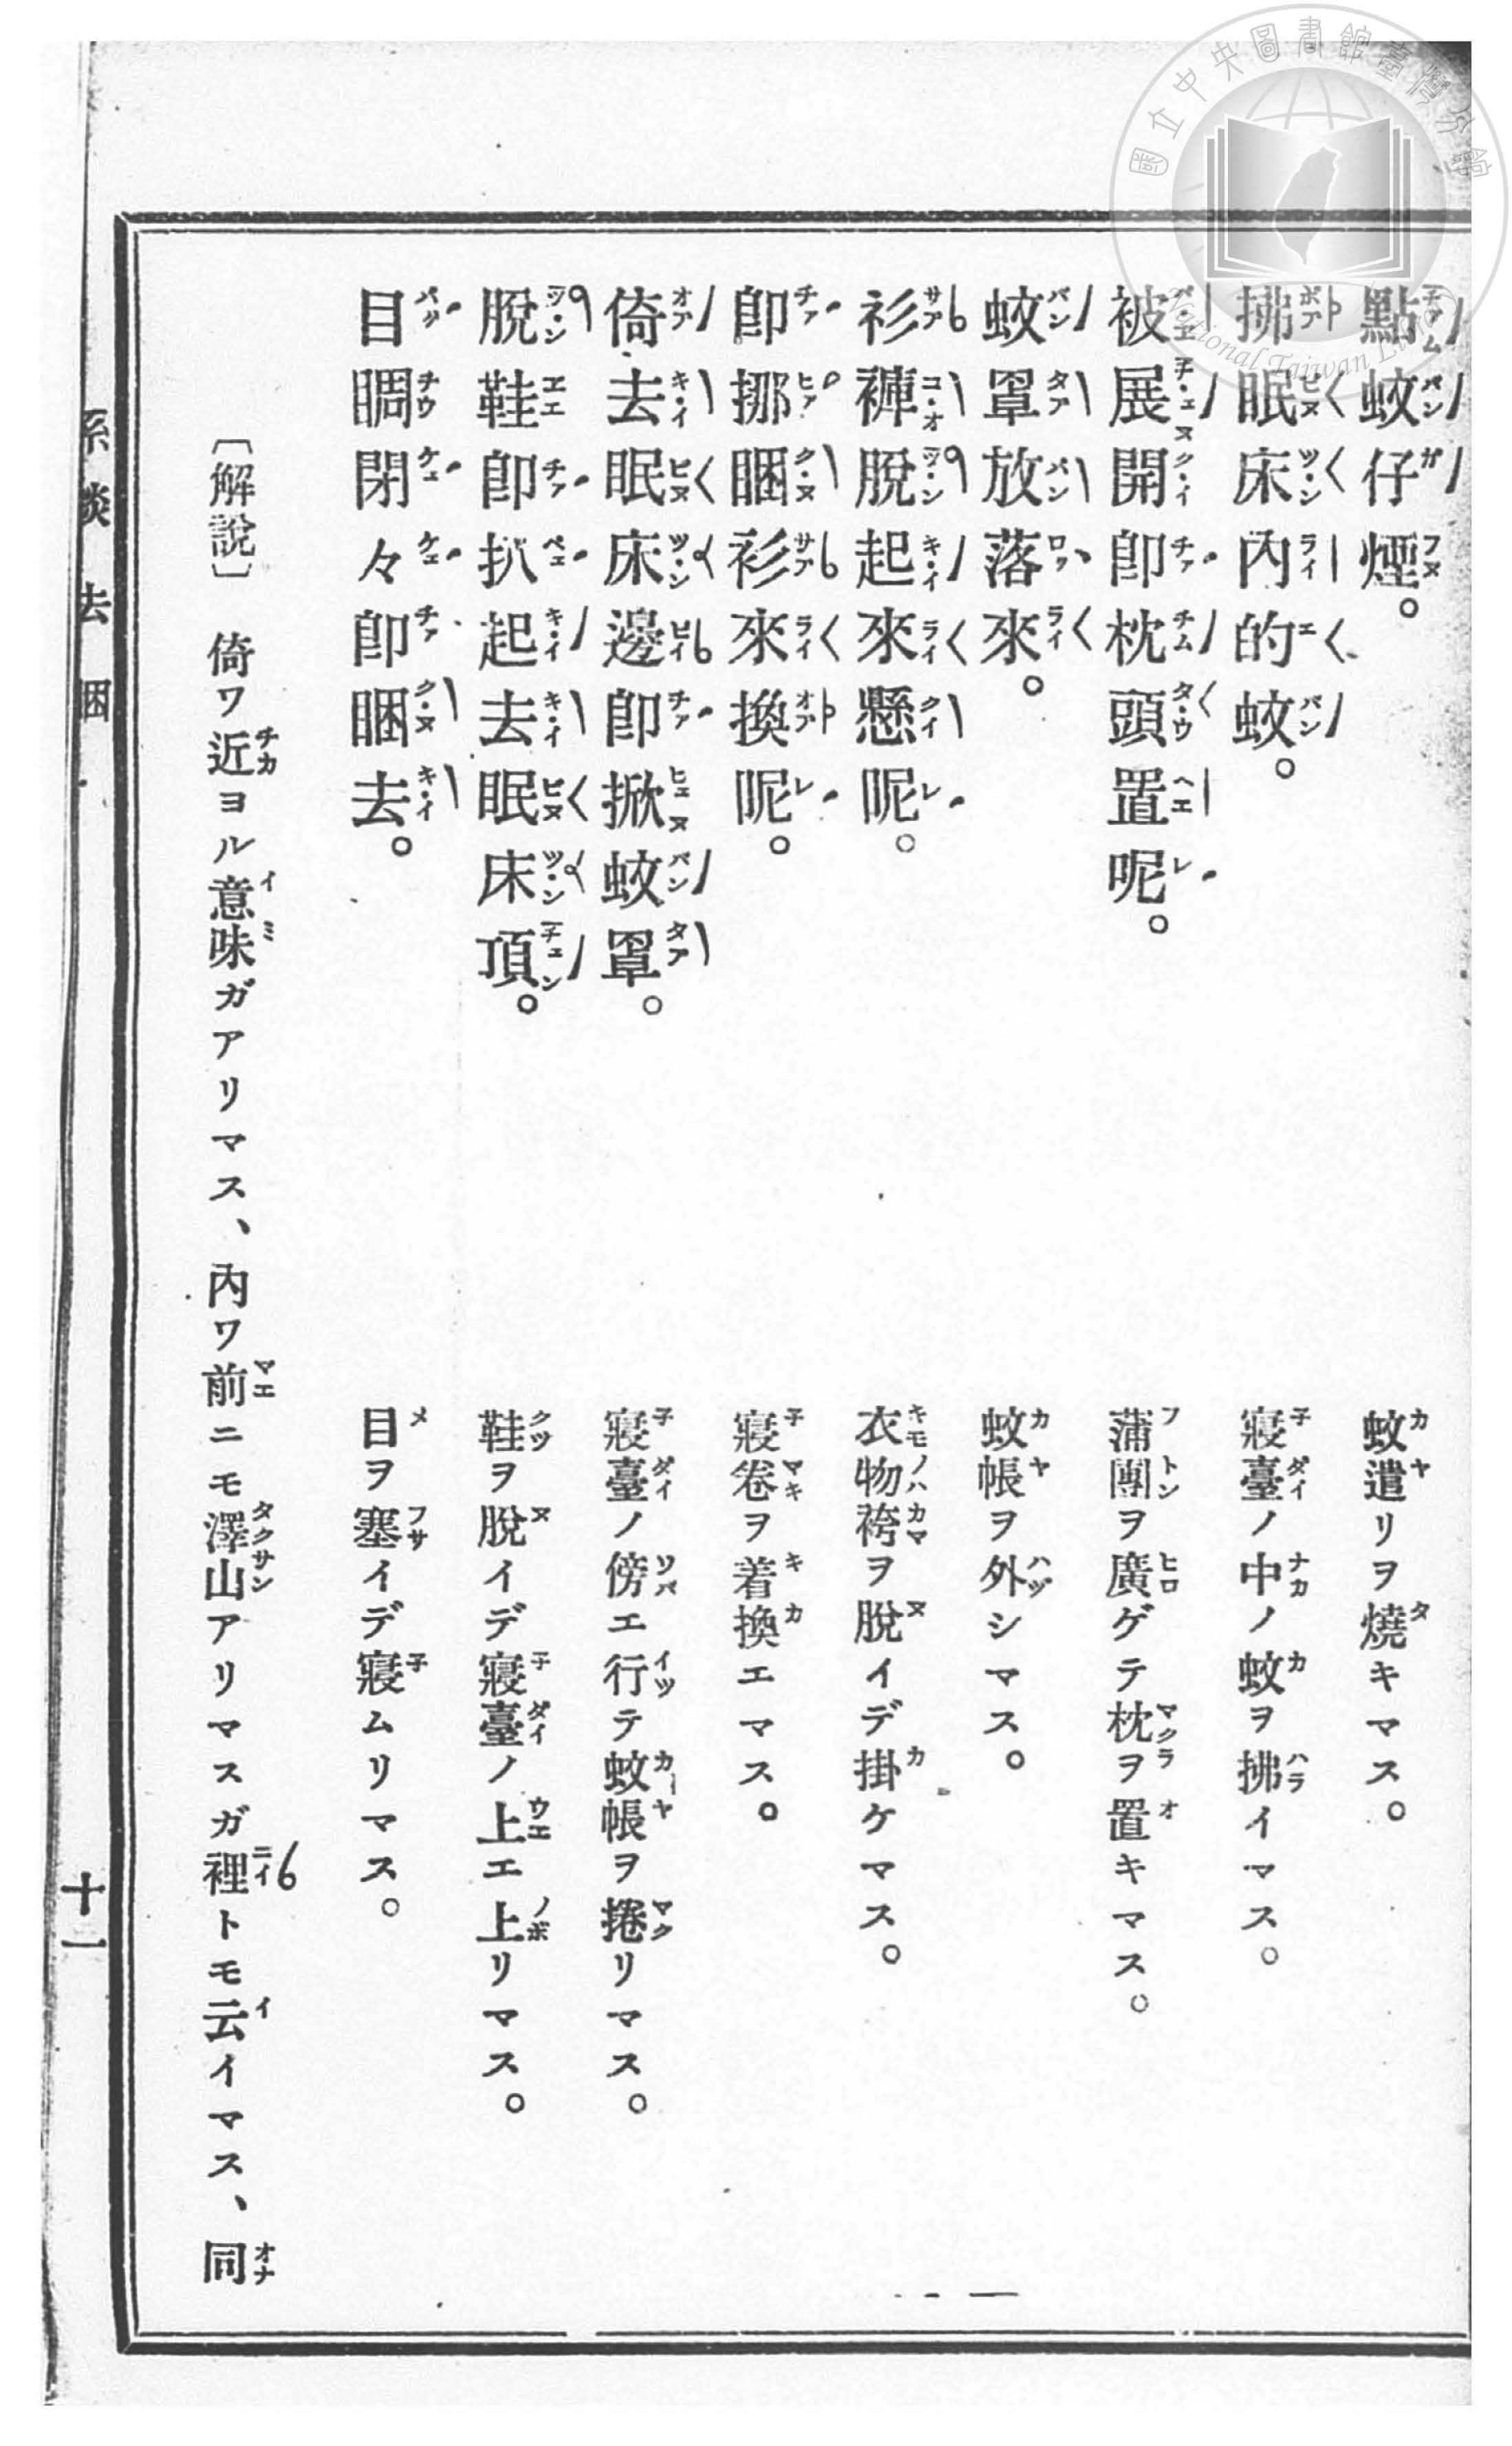 國立中央圖書館臺灣分館
National Taiwan Library
點蚊仔煙。
蚊遣リヲ燒キマス。
拂眠床內的蚊。
寢臺ノ中ノ蚊ヲ拂イマス。
被展開卽枕頭置呢。
蒲團ヲ廣ゲテ枕ヲ置キマス。
蚊罩放落來。
蚊帳ヲ外シマス。
衫褲脫起來懸呢。
衣物袴ヲ脫イデ掛ケマス。
卽挪睏衫來換呢。
寢卷ヲ着換エマス。
倚去眠床邊卽掀蚊罩。
寢臺ノ傍エ行テ蚊帳ヲ捲リマス。
脫鞋卽扒起去眠床頂。
鞋ヲ脫イデ寢臺ノ上エ上リマス。
目睭閉々卽睏去。
目ヲ塞イデ寢ムリマス。
〔解說〕 倚ワ近ヨル意味ガアリマス、內ワ前ニモ澤山アリマスガ裡トモ云イマス、同
談去睏
十一